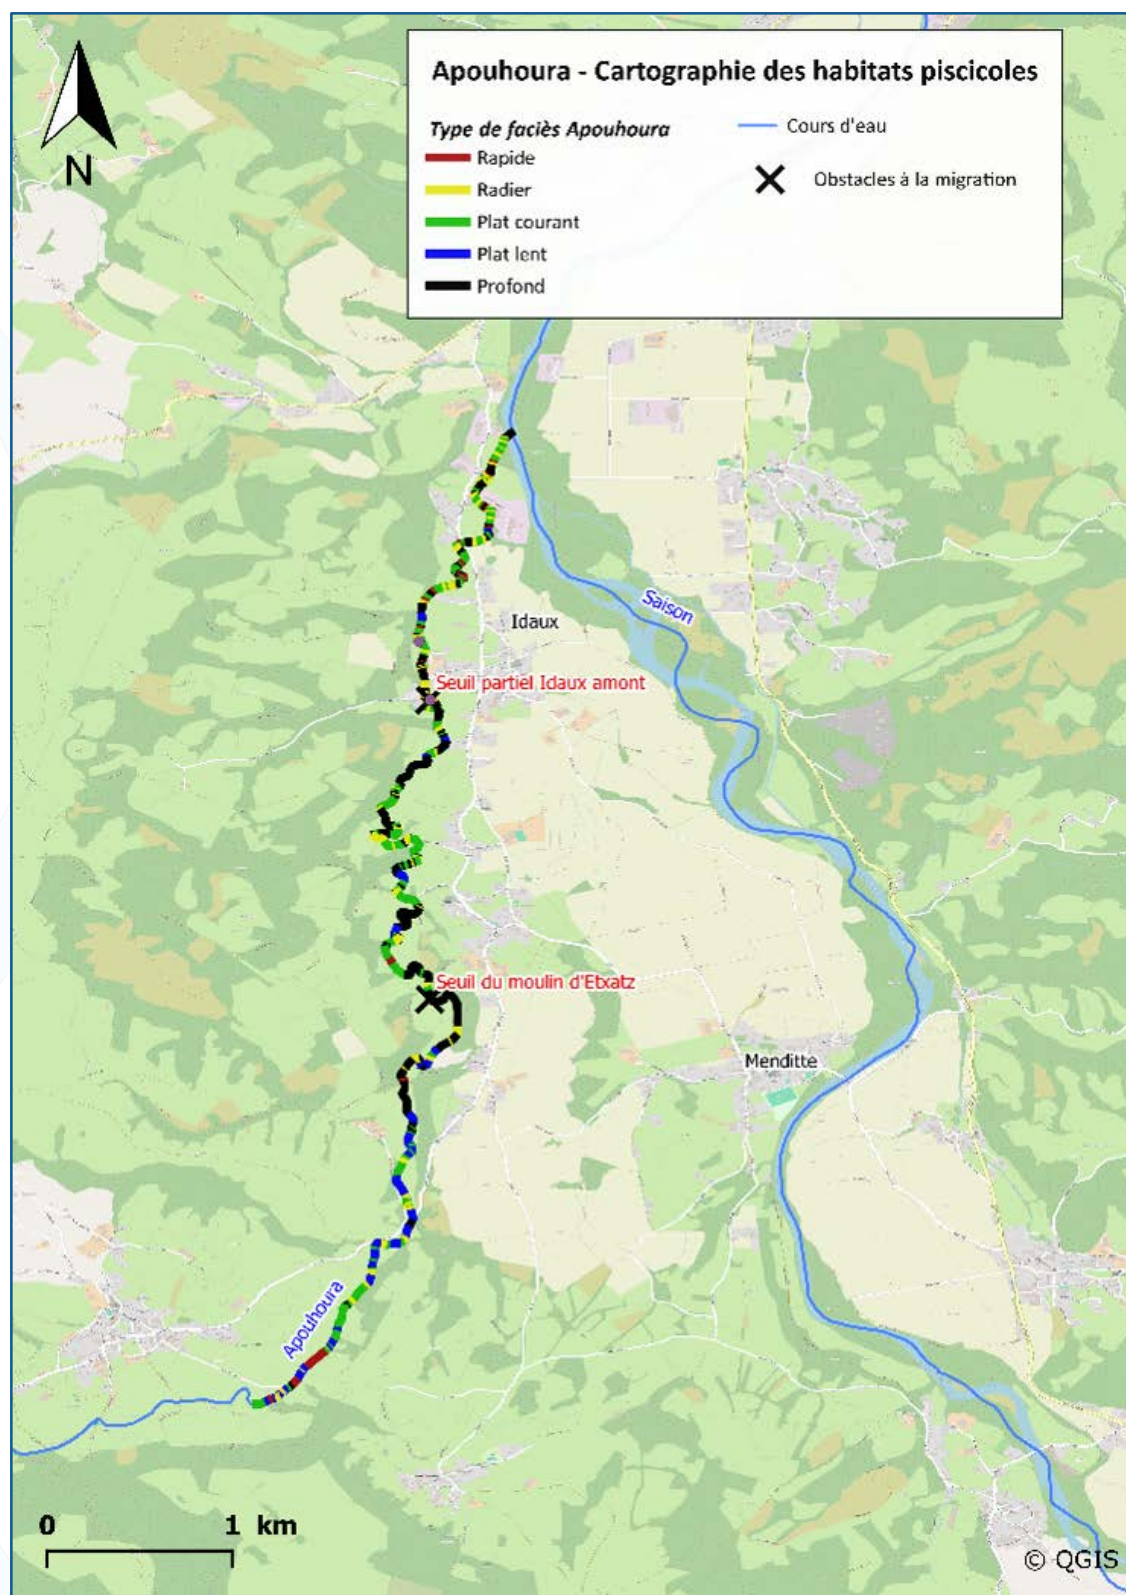 Apouhoura - Cartographie des habitats piscicoles
Type de faciès Apouhoura
Rapide
Radier
Plat courant
Plat lent
Profond
Cours d'eau
Obstacles à la migration
N
Saison
Idaux
Seuil partiel Idaux amont
Seuil du moulin d'Etxatz
Menditte
Apouhoura
0 1 km
© QGIS